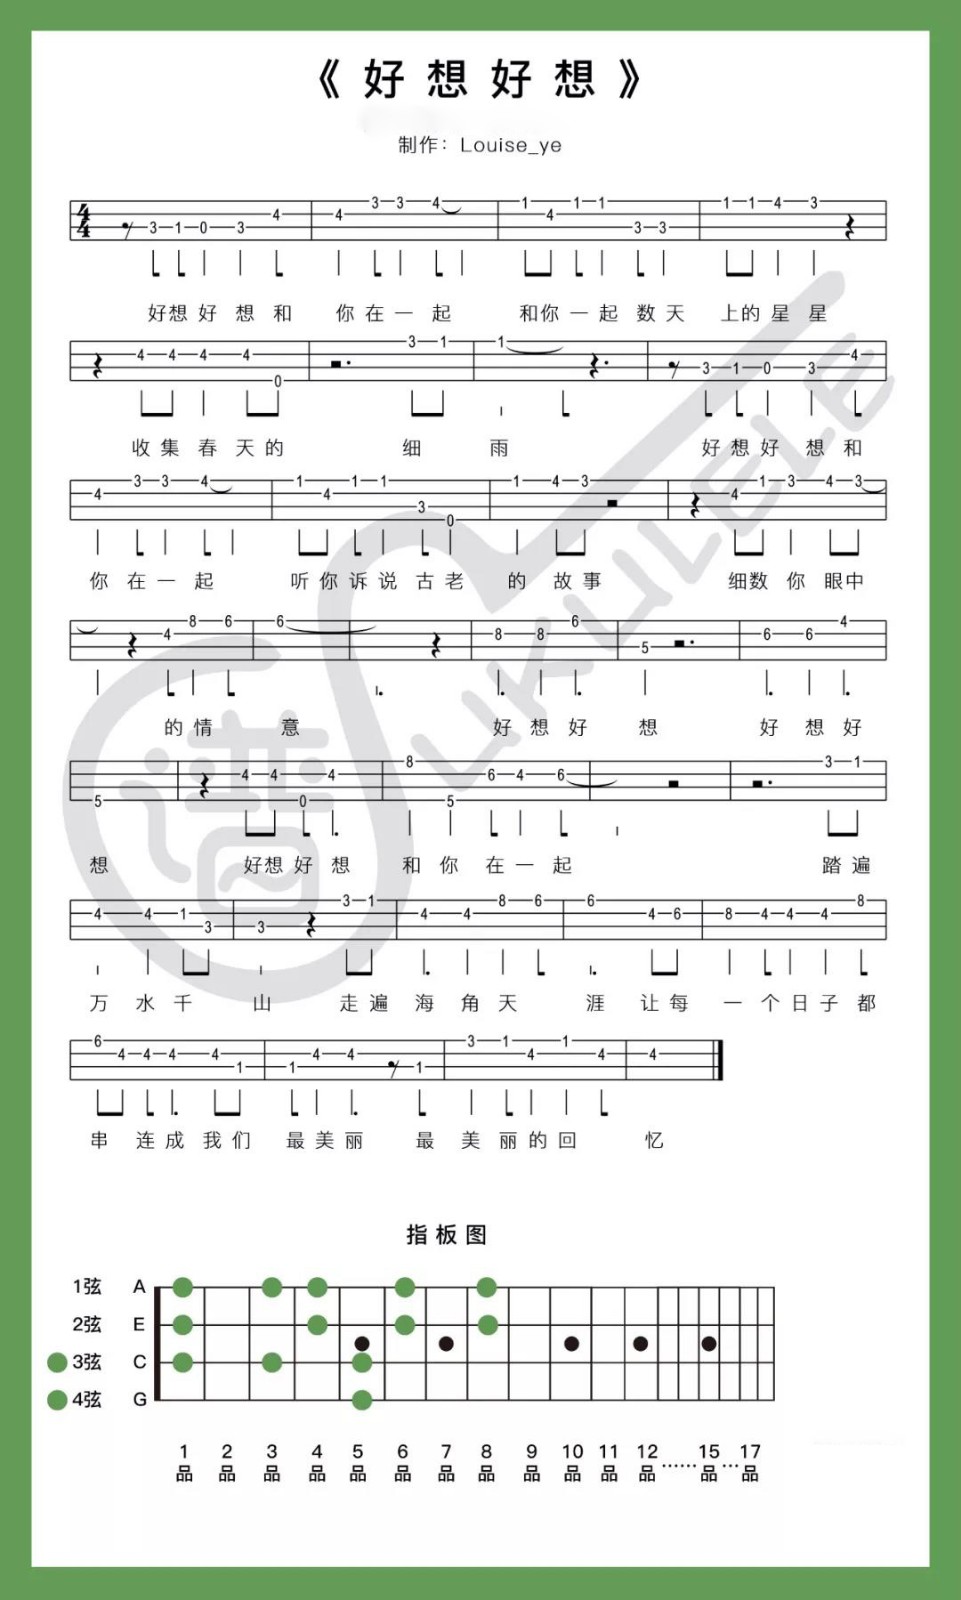 《好想好想》
制作：Louise_ye
4 4 3 1 0 3 4 4 3 3 4 1 4 1 1 3 3 1 1 4 3
好想好 想 和 你在一 起 和你一起 数天 上的星 星
4 4 4 4 0 3 1 1 3 1 0 3 4
收集 春 天的 细 雨 好想好 想和
4 3 3 4 1 4 1 1 3 0 1 4 3 4 1 3 4 3
你 在一 起 听你诉说 古老 的 故事 细数 你 眼中
4 8 6 6 8 8 6 5 6 6 4
的情 意 好 想 好 想 好 想 好
5 4 4 0 4 8 5 6 4 6 3 1
想 好想好 想 和 你 在一 起 踏遍
4 4 1 3 3 3 1 4 4 8 6 6 4 6 8 4 4 4 8
万 水 千 山 走遍 海 角 天 涯 让每 一 个日 子 都
6 4 4 4 4 1 1 4 4 1 3 1 4 1 4 4
串 连成 我们 最美丽 最 美 丽的回 忆
指板图
1弦 A
2弦 E
3弦 C
4弦 G
1 2 3 4 5 6 7 8 9 10 11 12 15 17
品 品 品 品 品 品 品 品 品 品 品 品……品…品
谱 UKULELE